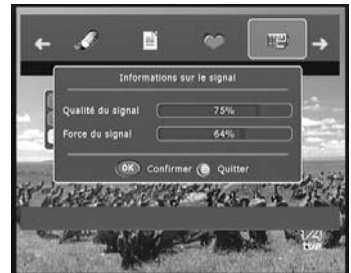 Informations sur le signal
Qualité du signal 75%
Force du signal 64%
OK Confirmer Quitter